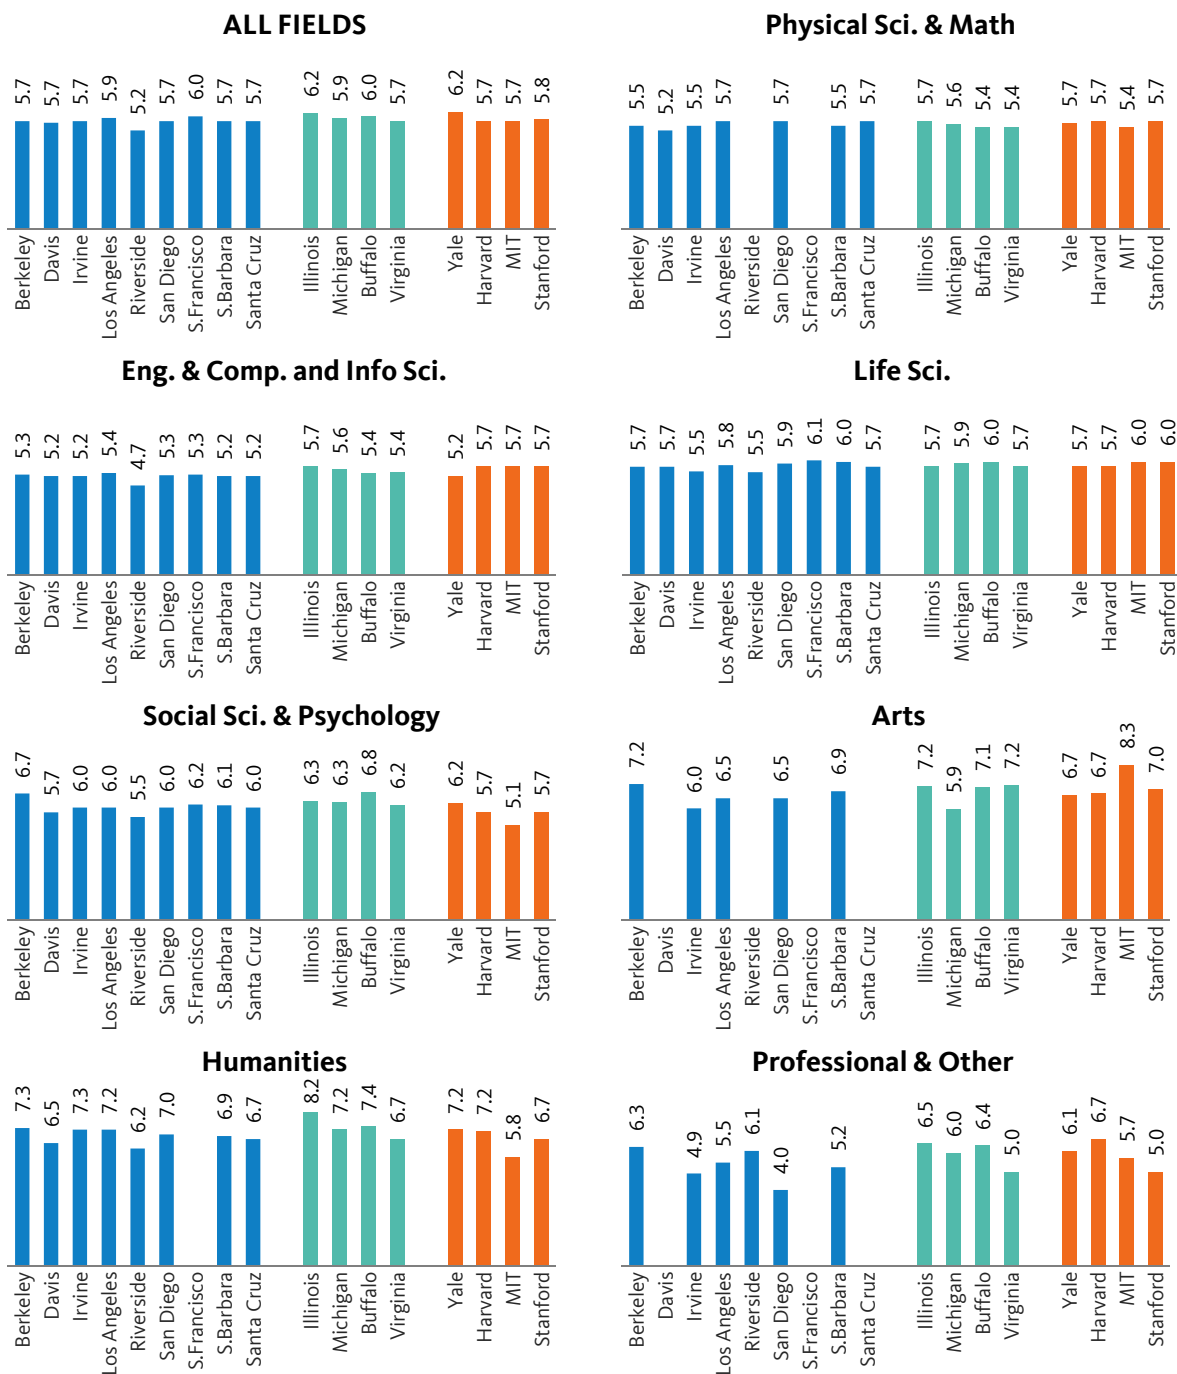 ALL FIELDS
5.7 5.7 5.7 5.9 5.2 5.7 6.0 5.7 5.7 6.2 5.9 6.0 5.7 6.2 5.7 5.7 5.8
Berkeley Davis Irvine Los Angeles Riverside San Diego S.Francisco S.Barbara Santa Cruz Illinois Michigan Buffalo Virginia Yale Harvard MIT Stanford
Physical Sci. & Math
5.5 5.2 5.5 5.7 5.7 5.5 5.7 5.7 5.6 5.4 5.4 5.7 5.7 5.4 5.7
Berkeley Davis Irvine Los Angeles Riverside San Diego S.Francisco S.Barbara Santa Cruz Illinois Michigan Buffalo Virginia Yale Harvard MIT Stanford
Eng. & Comp. and Info Sci.
5.3 5.2 5.2 5.4 4.7 5.3 5.3 5.2 5.2 5.7 5.6 5.4 5.4 5.2 5.7 5.7 5.7
Berkeley Davis Irvine Los Angeles Riverside San Diego S.Francisco S.Barbara Santa Cruz Illinois Michigan Buffalo Virginia Yale Harvard MIT Stanford
Life Sci.
5.7 5.7 5.5 5.8 5.5 5.9 6.1 6.0 5.7 5.7 5.9 6.0 5.7 5.7 5.7 6.0 6.0
Berkeley Davis Irvine Los Angeles Riverside San Diego S.Francisco S.Barbara Santa Cruz Illinois Michigan Buffalo Virginia Yale Harvard MIT Stanford
Social Sci. & Psychology
6.7 5.7 6.0 6.0 5.5 6.0 6.2 6.1 6.0 6.3 6.3 6.8 6.2 6.2 5.7 5.1 5.7
Berkeley Davis Irvine Los Angeles Riverside San Diego S.Francisco S.Barbara Santa Cruz Illinois Michigan Buffalo Virginia Yale Harvard MIT Stanford
Arts
7.2 6.0 6.5 6.5 6.9 7.2 5.9 7.1 7.2 6.7 6.7 8.3 7.0
Berkeley Davis Irvine Los Angeles Riverside San Diego S.Francisco S.Barbara Santa Cruz Illinois Michigan Buffalo Virginia Yale Harvard MIT Stanford
Humanities
7.3 6.5 7.3 7.2 6.2 7.0 6.9 6.7 8.2 7.2 7.4 6.7 7.2 7.2 5.8 6.7
Berkeley Davis Irvine Los Angeles Riverside San Diego S.Francisco S.Barbara Santa Cruz Illinois Michigan Buffalo Virginia Yale Harvard MIT Stanford
Professional & Other
6.3 4.9 5.5 6.1 4.0 5.2 6.5 6.0 6.4 5.0 6.1 6.7 5.7 5.0
Berkeley Davis Irvine Los Angeles Riverside San Diego S.Francisco S.Barbara Santa Cruz Illinois Michigan Buffalo Virginia Yale Harvard MIT Stanford